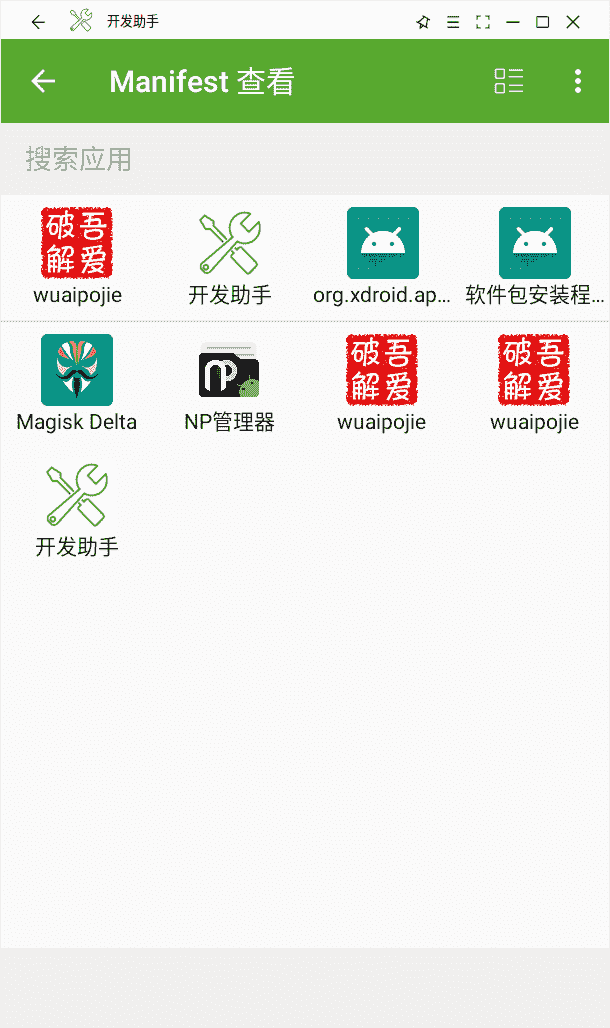 开发助手
Manifest 查看
搜索应用
破吾
解爱
wuaipojie
开发助手
org.xdroid.ap...
软件包安装程...
Magisk Delta
NP
NP管理器
破吾
解爱
wuaipojie
破吾
解爱
wuaipojie
开发助手